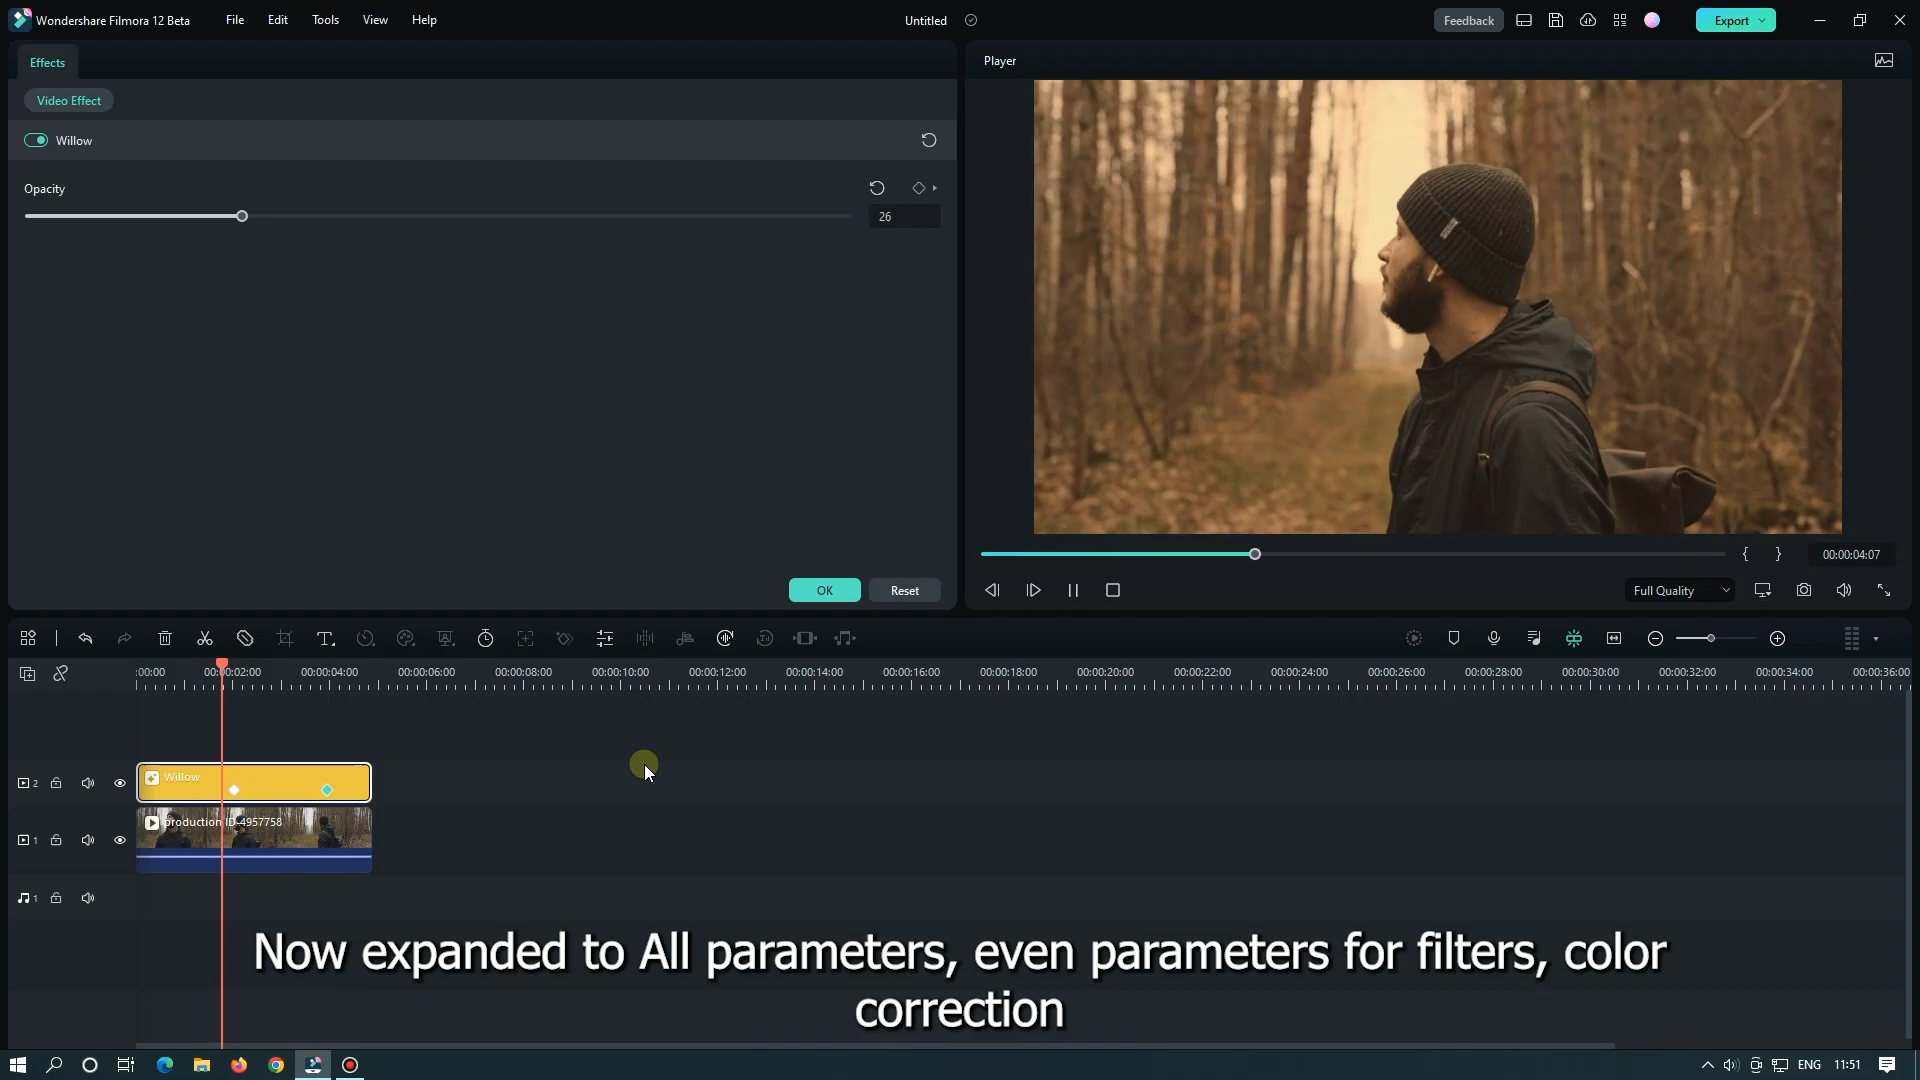 Wondershare Filmora 12 Beta
File
Edit
Tools
View
Help
Untitled
Feedback
Export
Effects
Player
Video Effect
Willow
Opacity
26
00:00:04:07
OK
Reset
Full Quality
:00:00
00:00:02:00
00:00:04:00
00:00:06:00
00:00:08:00
00:00:10:00
00:00:12:00
00:00:14:00
00:00:16:00
00:00:18:00
00:00:20:00
00:00:22:00
00:00:24:00
00:00:26:00
00:00:28:00
00:00:30:00
00:00:32:00
00:00:34:00
00:00:36:00
2
Willow
1
production ID-4957758
1
Now expanded to All parameters, even parameters for filters, color
correction
ENG
11:51